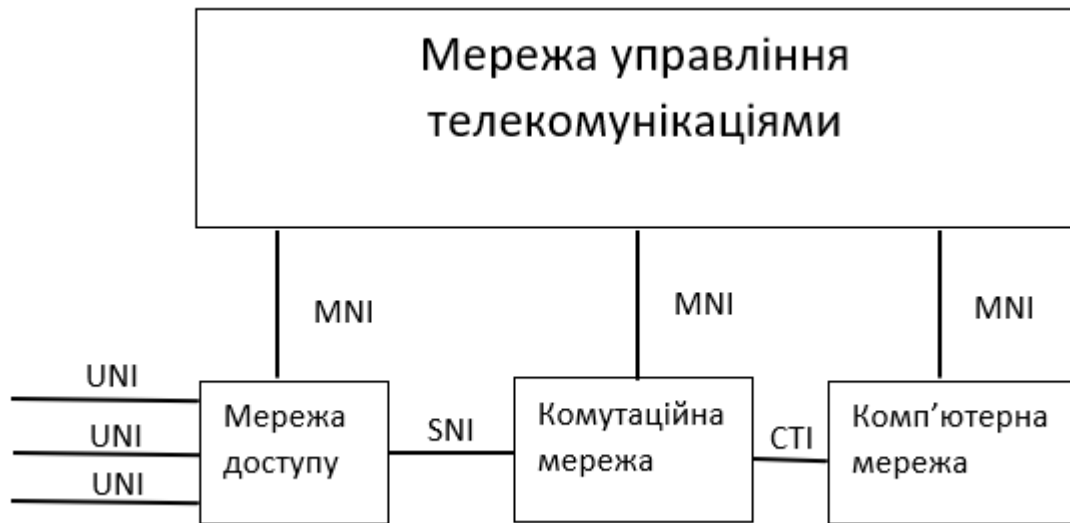 Мережа управління
телекомунікаціями
MNI
MNI
MNI
UNI
UNI
UNI
Мережа
доступу
SNI
Комутаційна
мережа
CTI
Комп’ютерна
мережа